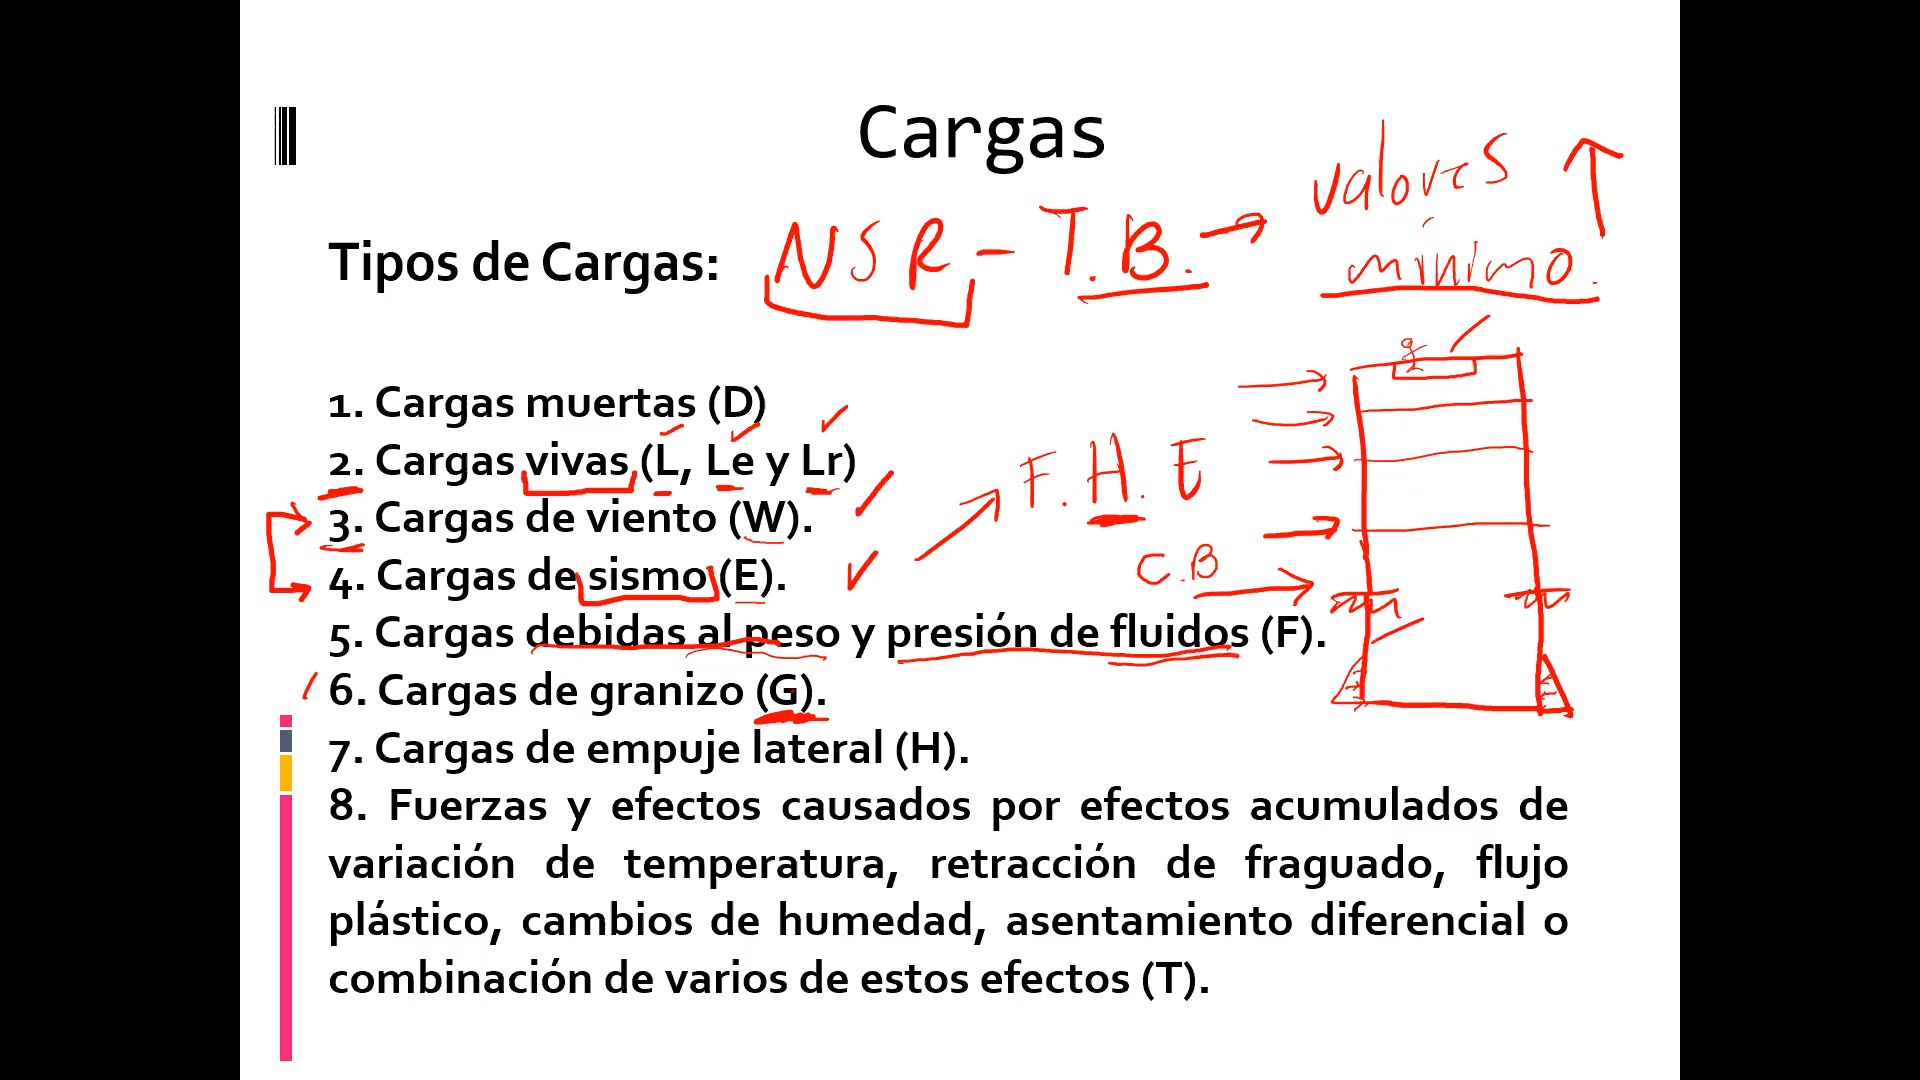 Cargas
valores
minimo.
Tipos de Cargas: NSR - T.B.
1. Cargas muertas (D)
2. Cargas vivas (L, Le y Lr)
F.H.E
3. Cargas de viento (W).
C.B
4. Cargas de sismo (E).
5. Cargas debidas al peso y presión de fluidos (F).
6. Cargas de granizo (G).
7. Cargas de empuje lateral (H).
8. Fuerzas y efectos causados por efectos acumulados de
variación de temperatura, retracción de fraguado, flujo
plástico, cambios de humedad, asentamiento diferencial o
combinación de varios de estos efectos (T).